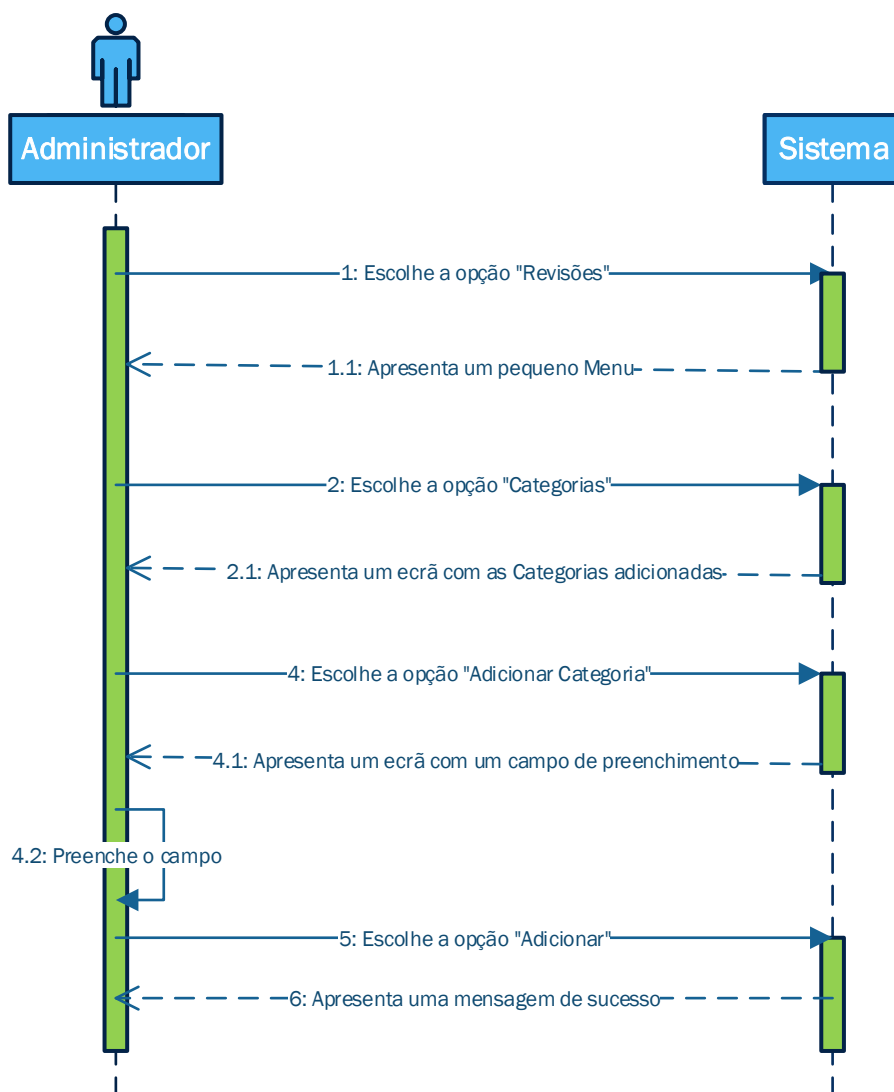 Administrador
Sistema
1: Escolhe a opção "Revisões"
1.1: Apresenta um pequeno Menu
2: Escolhe a opção "Categorias"
2.1: Apresenta um ecrã com as Categorias adicionadas
4: Escolhe a opção "Adicionar Categoria"
4.1: Apresenta um ecrã com um campo de preenchimento
4.2: Preenche o campo
5: Escolhe a opção "Adicionar"
6: Apresenta uma mensagem de sucesso